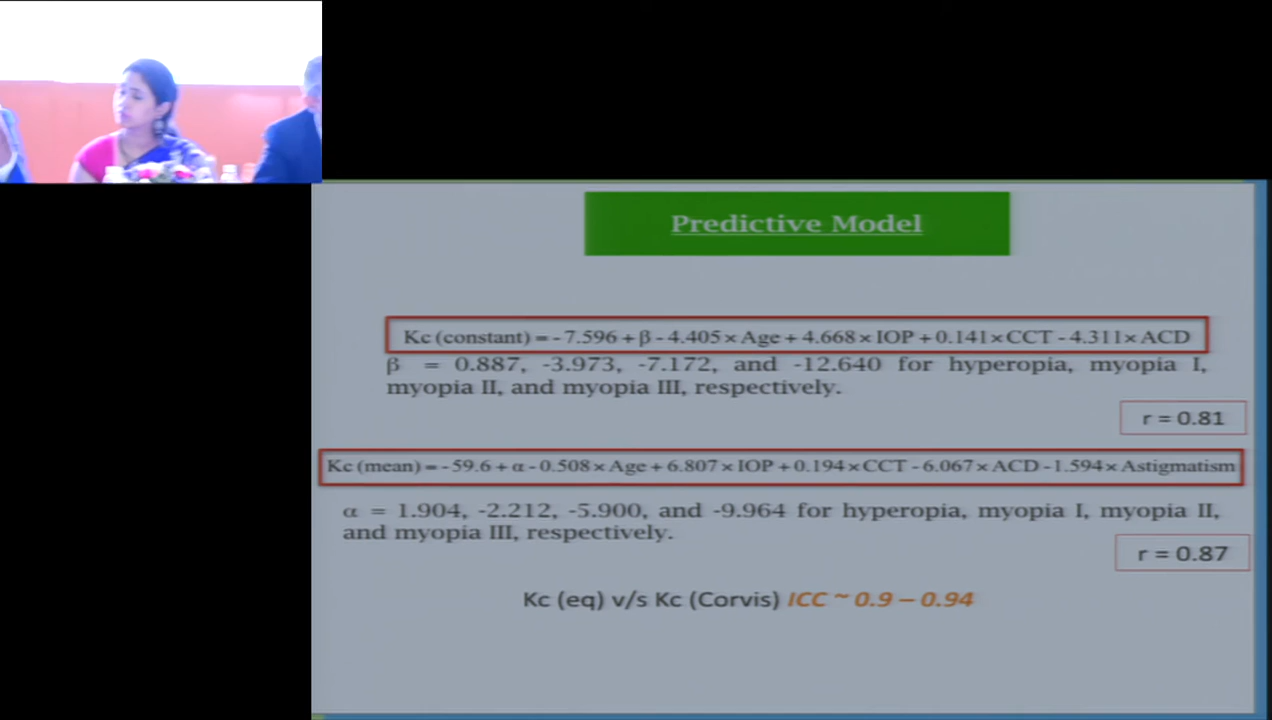 Predictive Model
Kc (constant) = - 7.596 + β - 4.405 × Age + 4.668 × IOP + 0.141 × CCT - 4.311 × ACD
β = 0.887, -3.973, -7.172, and -12.640 for hyperopia, myopia I,
myopia II, and myopia III, respectively.
r = 0.81
Kc (mean) = - 59.6 + α - 0.508 × Age + 6.807 × IOP + 0.194 × CCT - 6.067 × ACD - 1.594 × Astigmatism
α = 1.904, -2.212, -5.900, and -9.964 for hyperopia, myopia I, myopia II,
and myopia III, respectively.
r = 0.87
Kc (eq) v/s Kc (Corvis) ICC ~ 0.9 – 0.94